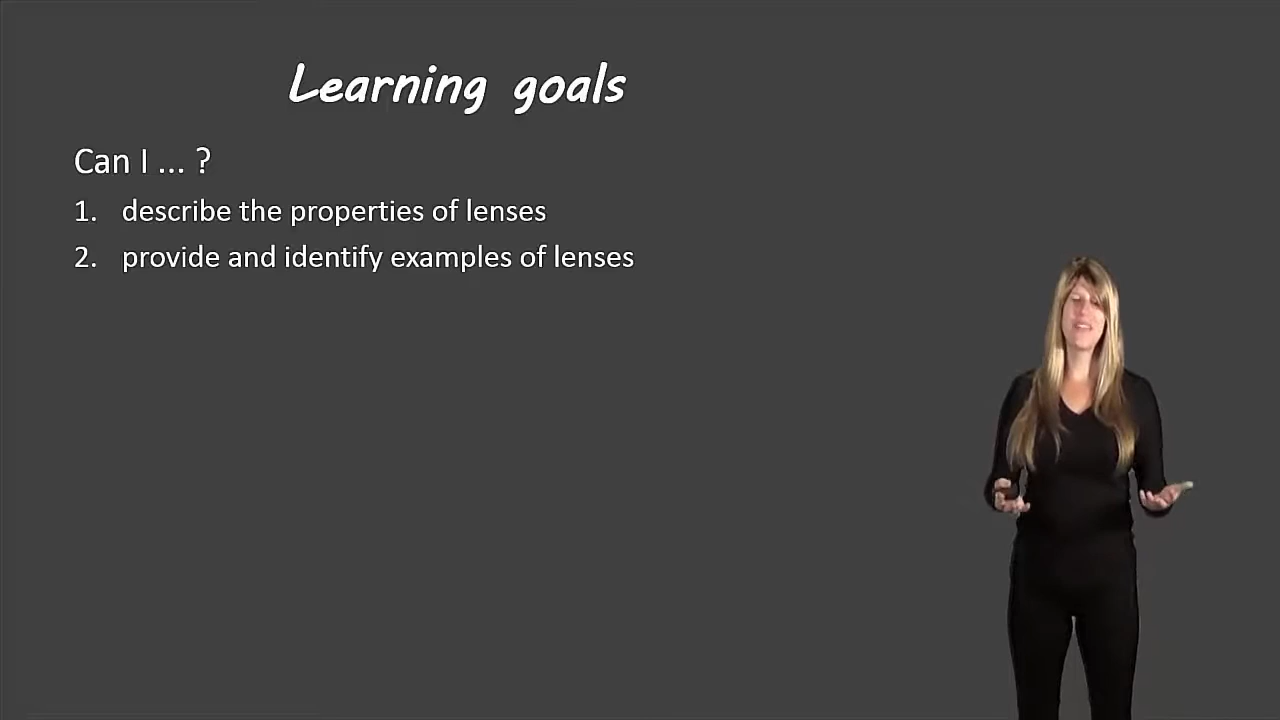 Learning goals
Can I ... ?
1. describe the properties of lenses
2. provide and identify examples of lenses